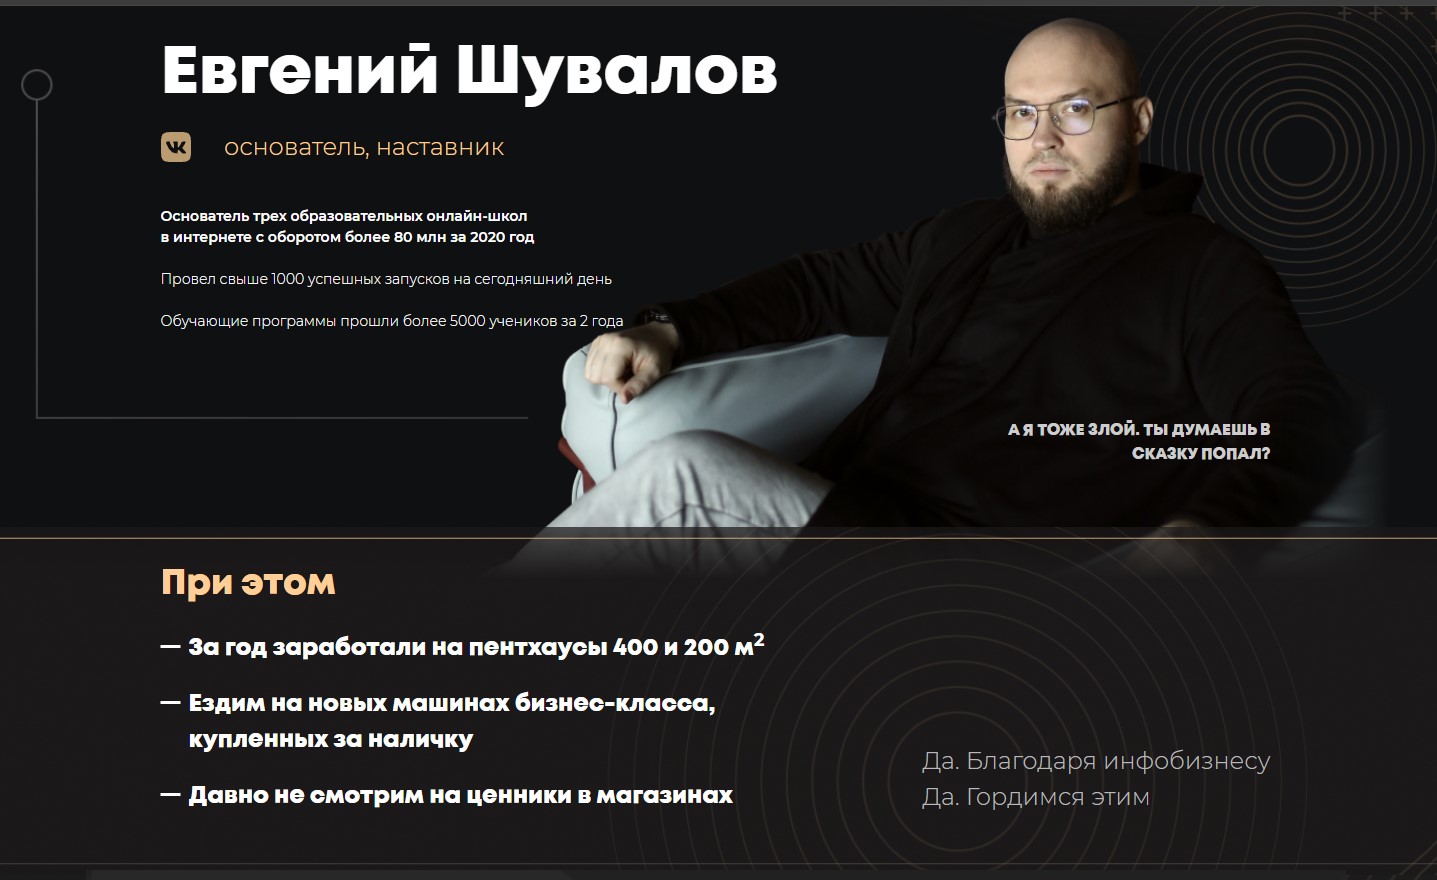 Евгений Шувалов
основатель, наставник
Основатель трех образовательных онлайн-школ
в интернете с оборотом более 80 млн за 2020 год
Провел свыше 1000 успешных запусков на сегодняшний день
Обучающие программы прошли более 5000 учеников за 2 года
А Я ТОЖЕ ЗЛОЙ. ТЫ ДУМАЕШЬ В
СКАЗКУ ПОПАЛ?
При этом
— За год заработали на пентхаусы 400 и 200 м²
— Ездим на новых машинах бизнес-класса,
купленных за наличку
— Давно не смотрим на ценники в магазинах
Да. Благодаря инфобизнесу
Да. Гордимся этим